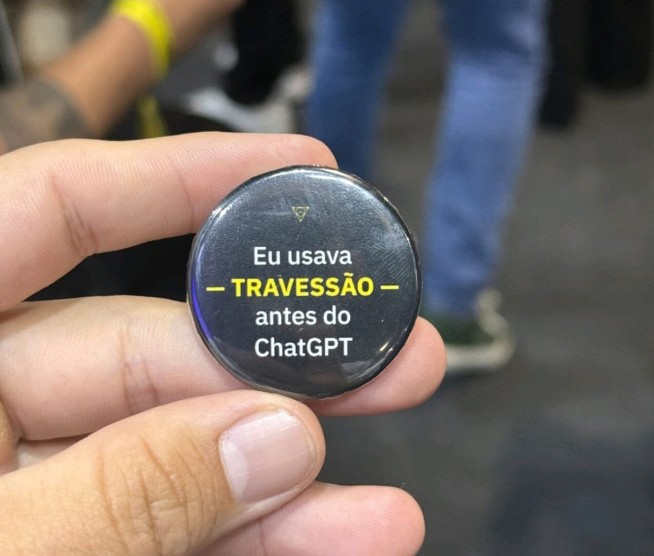 Eu usava
— TRAVESSÃO —
antes do
ChatGPT